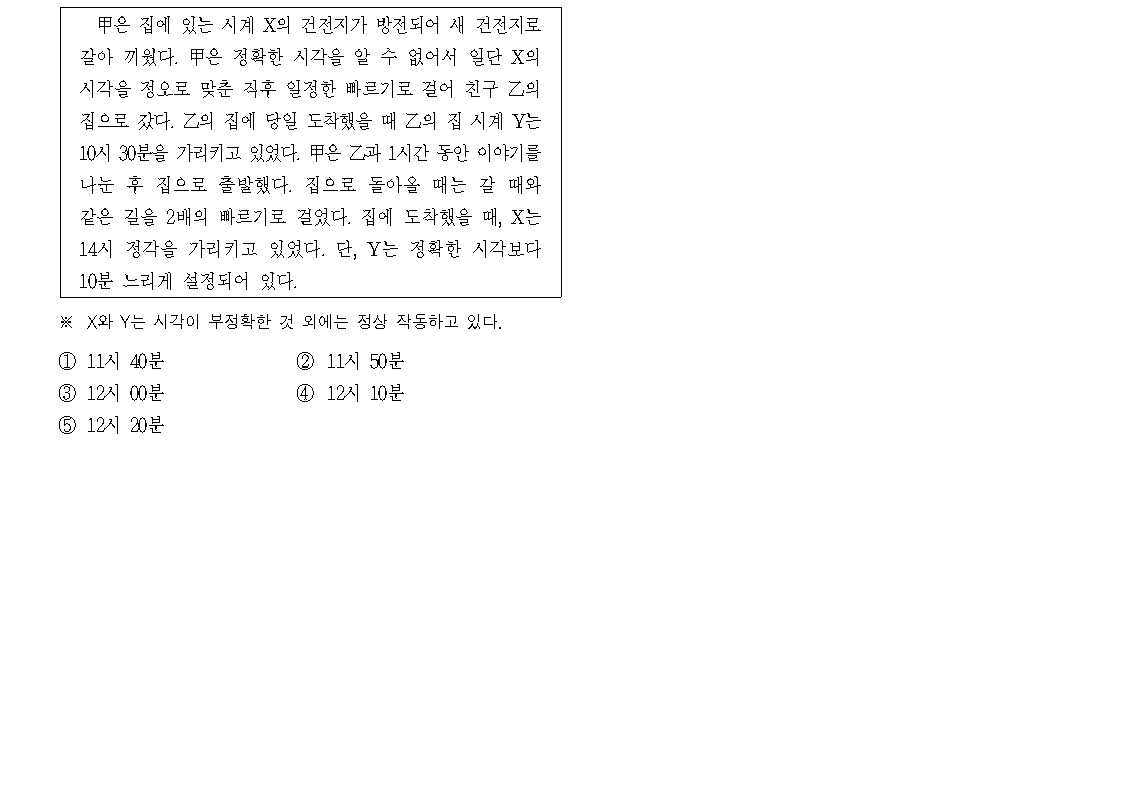 甲은 집에 있는 시계 X의 건전지가 방전되어 새 건전지로
갈아 끼웠다. 甲은 정확한 시각을 알 수 없어서 일단 X의
시각을 정오로 맞춘 직후 일정한 빠르기로 걸어 친구 乙의
집으로 갔다. 乙의 집에 당일 도착했을 때 乙의 집 시계 Y는
10시 30분을 가리키고 있었다. 甲은 乙과 1시간 동안 이야기를
나눈 후 집으로 출발했다. 집으로 돌아올 때는 갈 때와
같은 길을 2배의 빠르기로 걸었다. 집에 도착했을 때, X는
14시 정각을 가리키고 있었다. 단, Y는 정확한 시각보다
10분 느리게 설정되어 있다.
※ X와 Y는 시각이 부정확한 것 외에는 정상 작동하고 있다.
① 11시 40분 ② 11시 50분
③ 12시 00분 ④ 12시 10분
⑤ 12시 20분